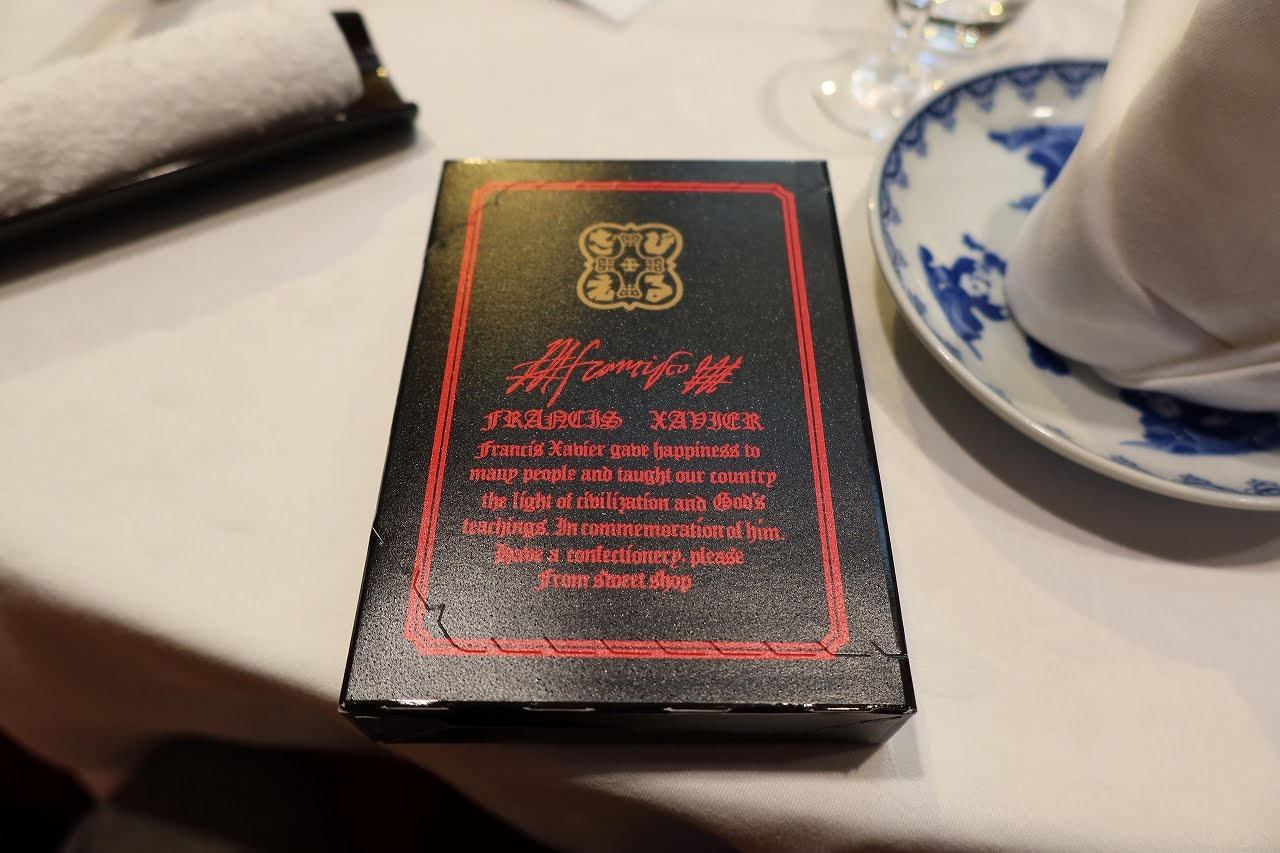 Francisco
FRANCIS XAVIER
Francis Xavier gave happiness to
many people and taught our country
the light of civilization and God's
teachings. In commemoration of him.
Have a confectionery. please
From sweet shop